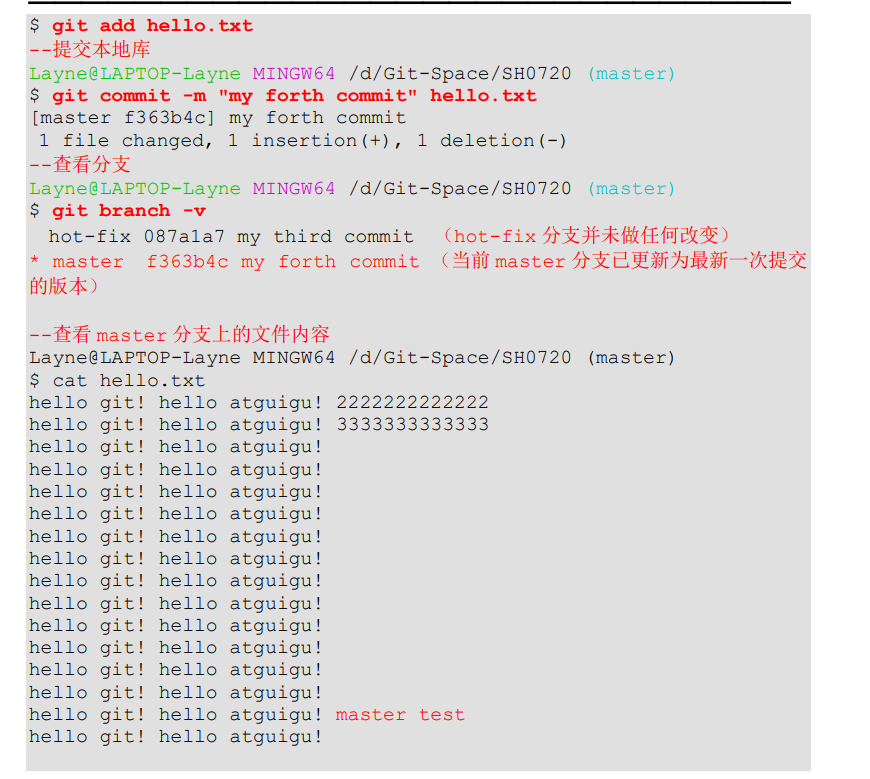 $ git add hello.txt
--提交本地库
Layne@LAPTOP-Layne MINGW64 /d/Git-Space/SH0720 (master)
$ git commit -m "my forth commit" hello.txt
[master f363b4c] my forth commit
 1 file changed, 1 insertion(+), 1 deletion(-)
--查看分支
Layne@LAPTOP-Layne MINGW64 /d/Git-Space/SH0720 (master)
$ git branch -v
  hot-fix 087a1a7 my third commit （hot-fix 分支并未做任何改变）
* master  f363b4c my forth commit （当前 master 分支已更新为最新一次提交
的版本）
--查看 master 分支上的文件内容
Layne@LAPTOP-Layne MINGW64 /d/Git-Space/SH0720 (master)
$ cat hello.txt
hello git! hello atguigu! 2222222222222
hello git! hello atguigu! 3333333333333
hello git! hello atguigu!
hello git! hello atguigu!
hello git! hello atguigu!
hello git! hello atguigu!
hello git! hello atguigu!
hello git! hello atguigu!
hello git! hello atguigu!
hello git! hello atguigu!
hello git! hello atguigu!
hello git! hello atguigu!
hello git! hello atguigu!
hello git! hello atguigu!
hello git! hello atguigu! master test
hello git! hello atguigu!